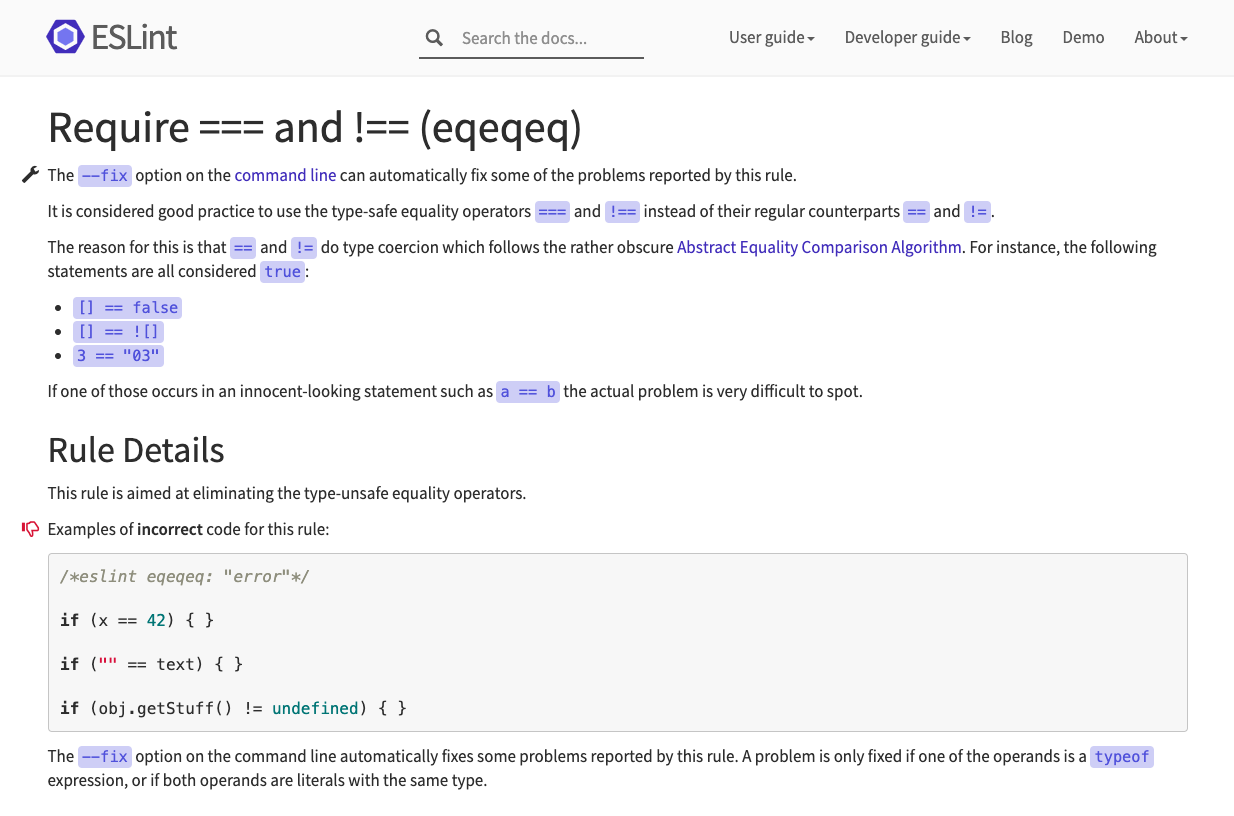 ESLint
Search the docs...
User guide
Developer guide
Blog
Demo
About
Require === and !== (eqeqeq)
The --fix option on the command line can automatically fix some of the problems reported by this rule.
It is considered good practice to use the type-safe equality operators === and !== instead of their regular counterparts == and !=.
The reason for this is that == and != do type coercion which follows the rather obscure Abstract Equality Comparison Algorithm. For instance, the following
statements are all considered true:
• [] == false
• [] == ![]
• 3 == "03"
If one of those occurs in an innocent-looking statement such as a == b the actual problem is very difficult to spot.
Rule Details
This rule is aimed at eliminating the type-unsafe equality operators.
Examples of incorrect code for this rule:
/*eslint eqeqeq: "error"*/
if (x == 42) { }
if ("" == text) { }
if (obj.getStuff() != undefined) { }
The --fix option on the command line automatically fixes some problems reported by this rule. A problem is only fixed if one of the operands is a typeof
expression, or if both operands are literals with the same type.